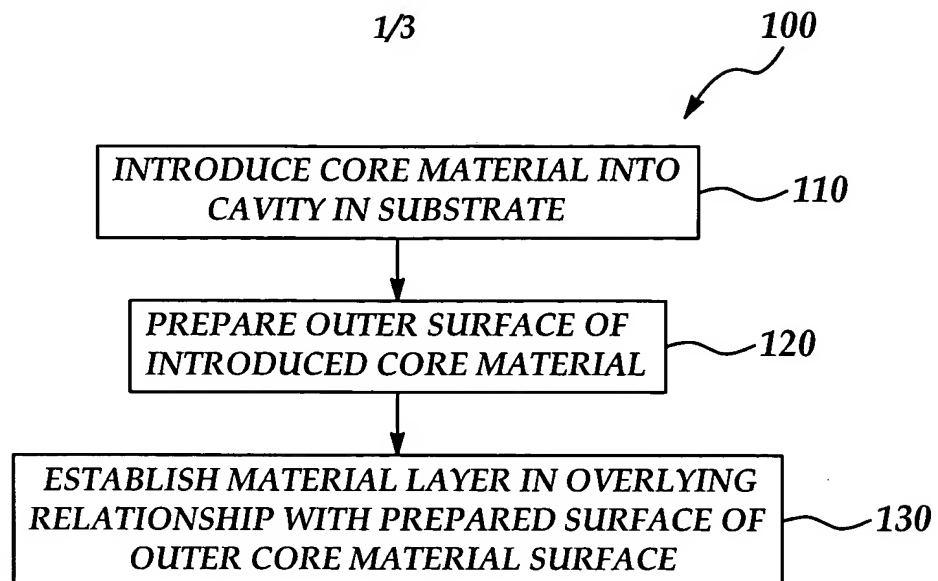 1/3
100
INTRODUCE CORE MATERIAL INTO
CAVITY IN SUBSTRATE
110
PREPARE OUTER SURFACE OF
INTRODUCED CORE MATERIAL
120
ESTABLISH MATERIAL LAYER IN OVERLYING
RELATIONSHIP WITH PREPARED SURFACE OF
OUTER CORE MATERIAL SURFACE
130